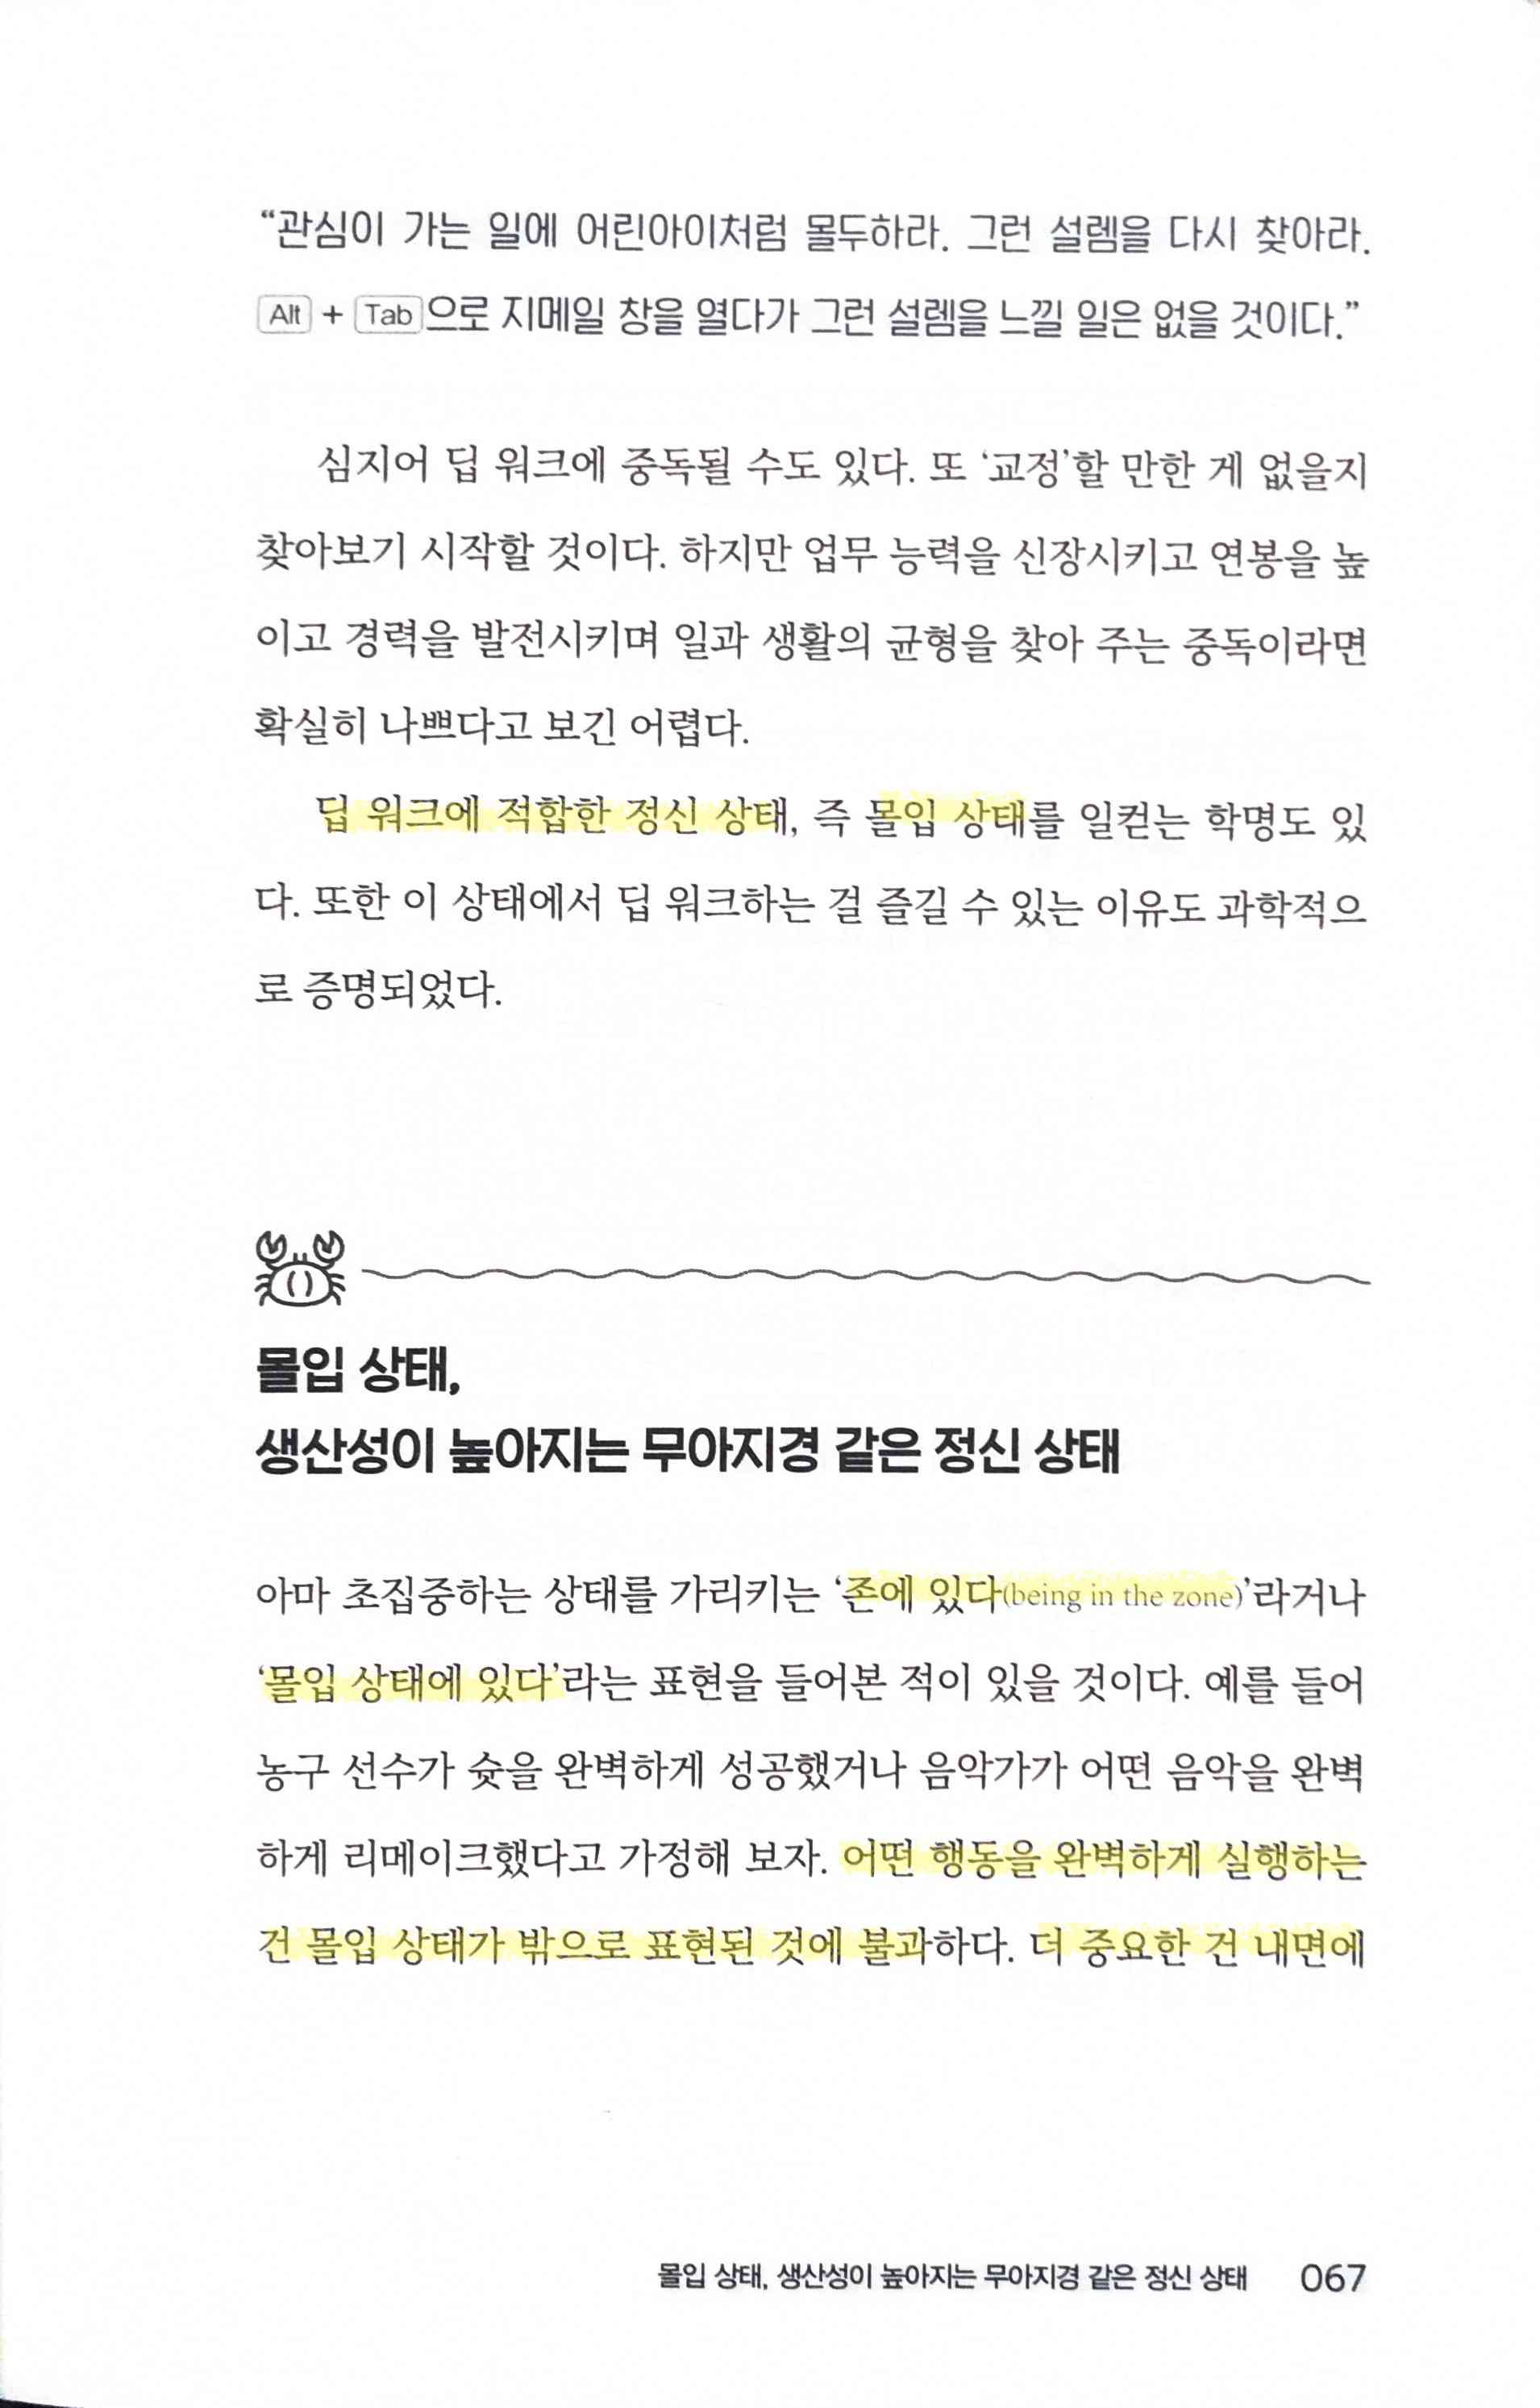 “관심이 가는 일에 어린아이처럼 몰두하라. 그런 설렘을 다시 찾아라.
Alt + Tab으로 지메일 창을 열다가 그런 설렘을 느낄 일은 없을 것이다.”
심지어 딥 워크에 중독될 수도 있다. 또 ‘교정’할 만한 게 없을지
찾아보기 시작할 것이다. 하지만 업무 능력을 신장시키고 연봉을 높
이고 경력을 발전시키며 일과 생활의 균형을 찾아 주는 중독이라면
확실히 나쁘다고 보긴 어렵다.
딥 워크에 적합한 정신 상태, 즉 몰입 상태를 일컫는 학명도 있
다. 또한 이 상태에서 딥 워크하는 걸 즐길 수 있는 이유도 과학적으
로 증명되었다.
몰입 상태,
생산성이 높아지는 무아지경 같은 정신 상태
아마 초집중하는 상태를 가리키는 ‘존에 있다(being in the zone)’라거나
‘몰입 상태에 있다’라는 표현을 들어본 적이 있을 것이다. 예를 들어
농구 선수가 슛을 완벽하게 성공했거나 음악가가 어떤 음악을 완벽
하게 리메이크했다고 가정해 보자. 어떤 행동을 완벽하게 실행하는
건 몰입 상태가 밖으로 표현된 것에 불과하다. 더 중요한 건 내면에
몰입 상태, 생산성이 높아지는 무아지경 같은 정신 상태 067